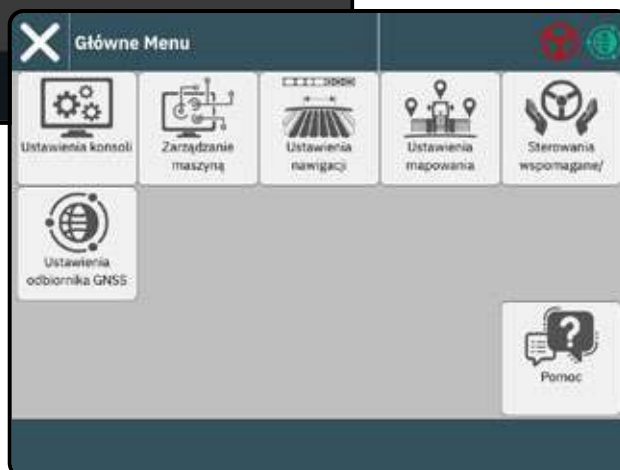 Główne Menu
Ustawienia konsoli
Zarządzanie
maszyną
Ustawienia
nawigacji
Ustawienia
mapowania
Sterowania
wspomagane/
Ustawienia
odbiornika GNSS
?
Pomoc